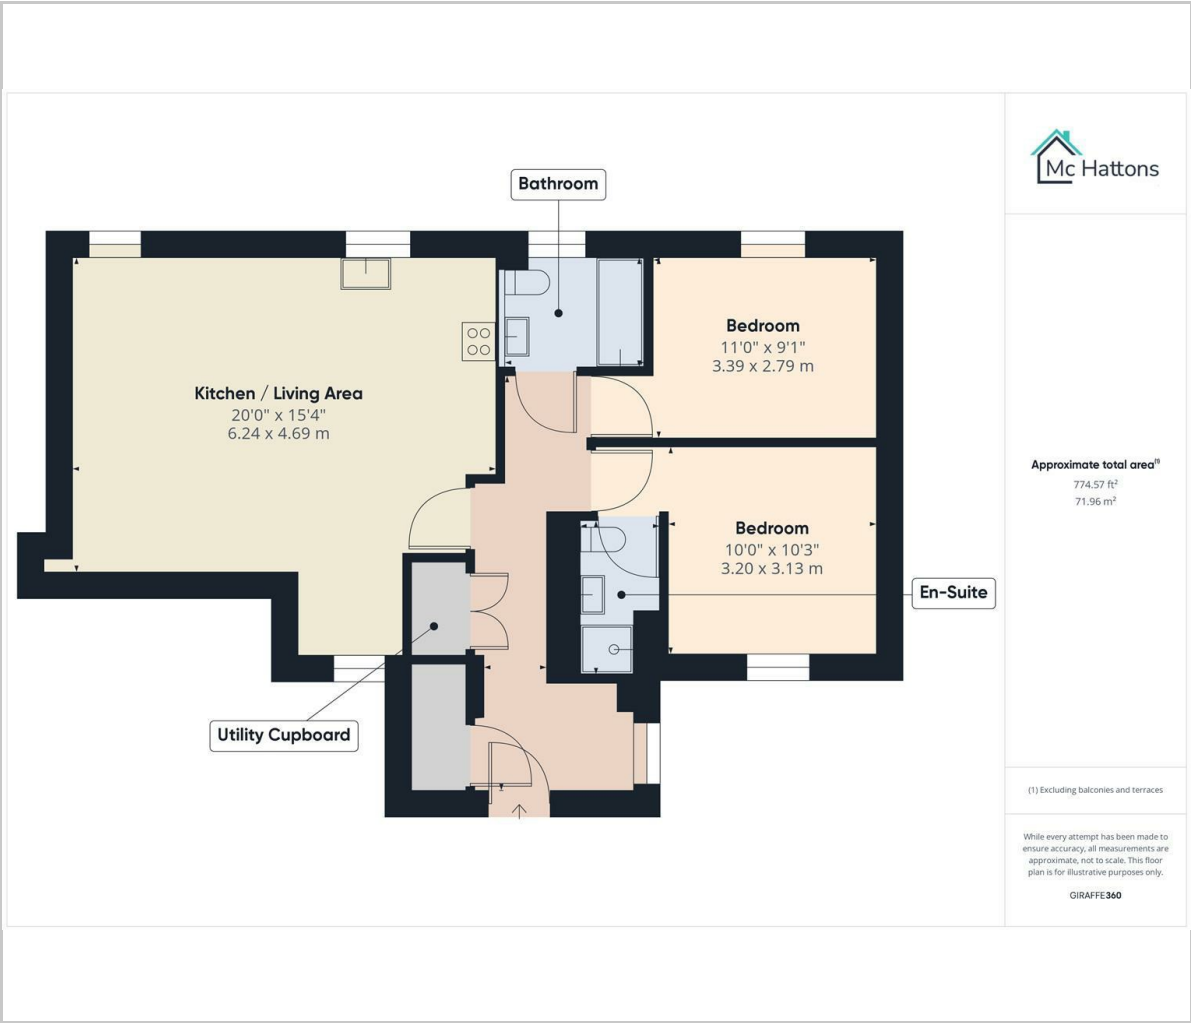 Bathroom
Mc Hattons
Kitchen / Living Area
20'0" x 15'4"
6.24 x 4.69 m
Bedroom
11'0" x 9'1"
3.39 x 2.79 m
Bedroom
10'0" x 10'3"
3.20 x 3.13 m
En-Suite
Utility Cupboard
Approximate total area⁽¹⁾
774.57 ft²
71.96 m²
(1) Excluding balconies and terraces
While every attempt has been made to
ensure accuracy, all measurements are
approximate, not to scale. This floor
plan is for illustrative purposes only.
GIRAFFE360